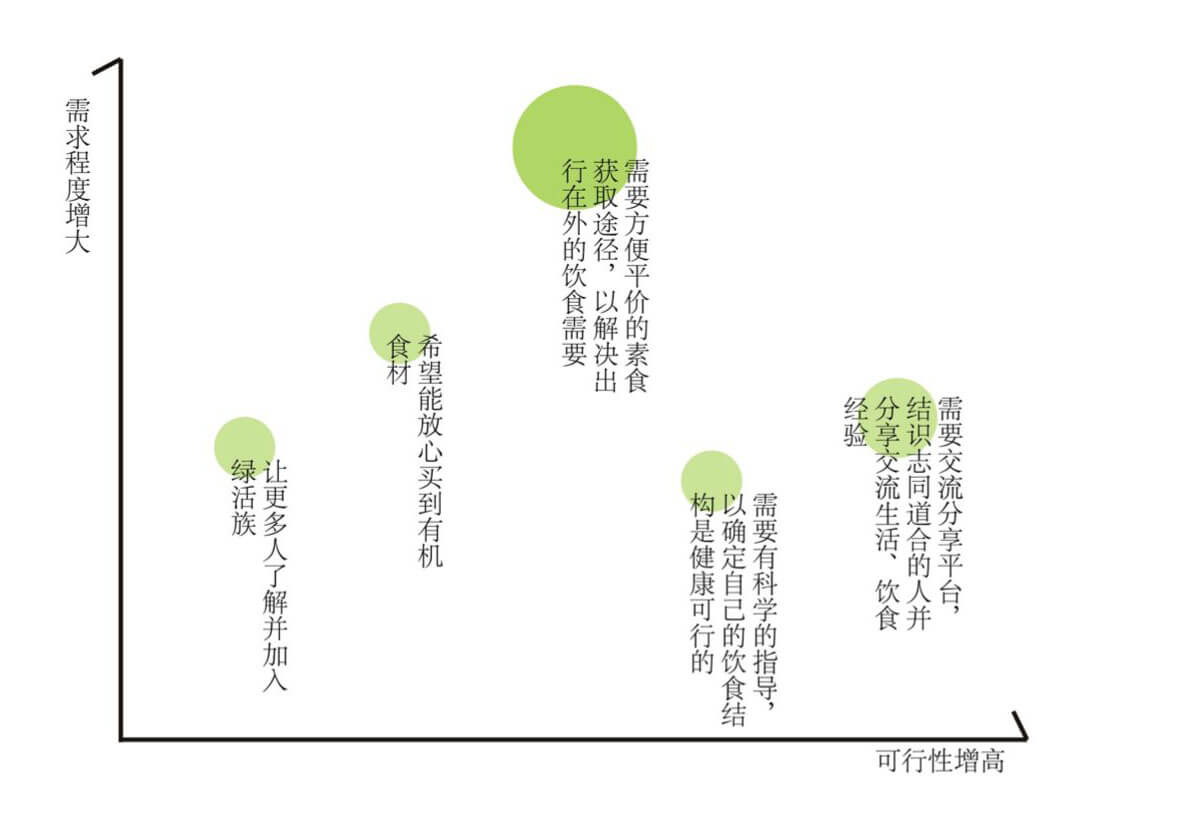 需求程度增大
让更多人了解并加入
绿活族
希望能放心买到有机
食材
需要方便平价的素食
获取途径，以解决出
行在外的饮食需要
需要有科学的指导，
以确定自己的饮食结
构是健康可行的
需要交流分享平台，
结识志同道合的人并
分享交流生活、饮食
经验
可行性增高